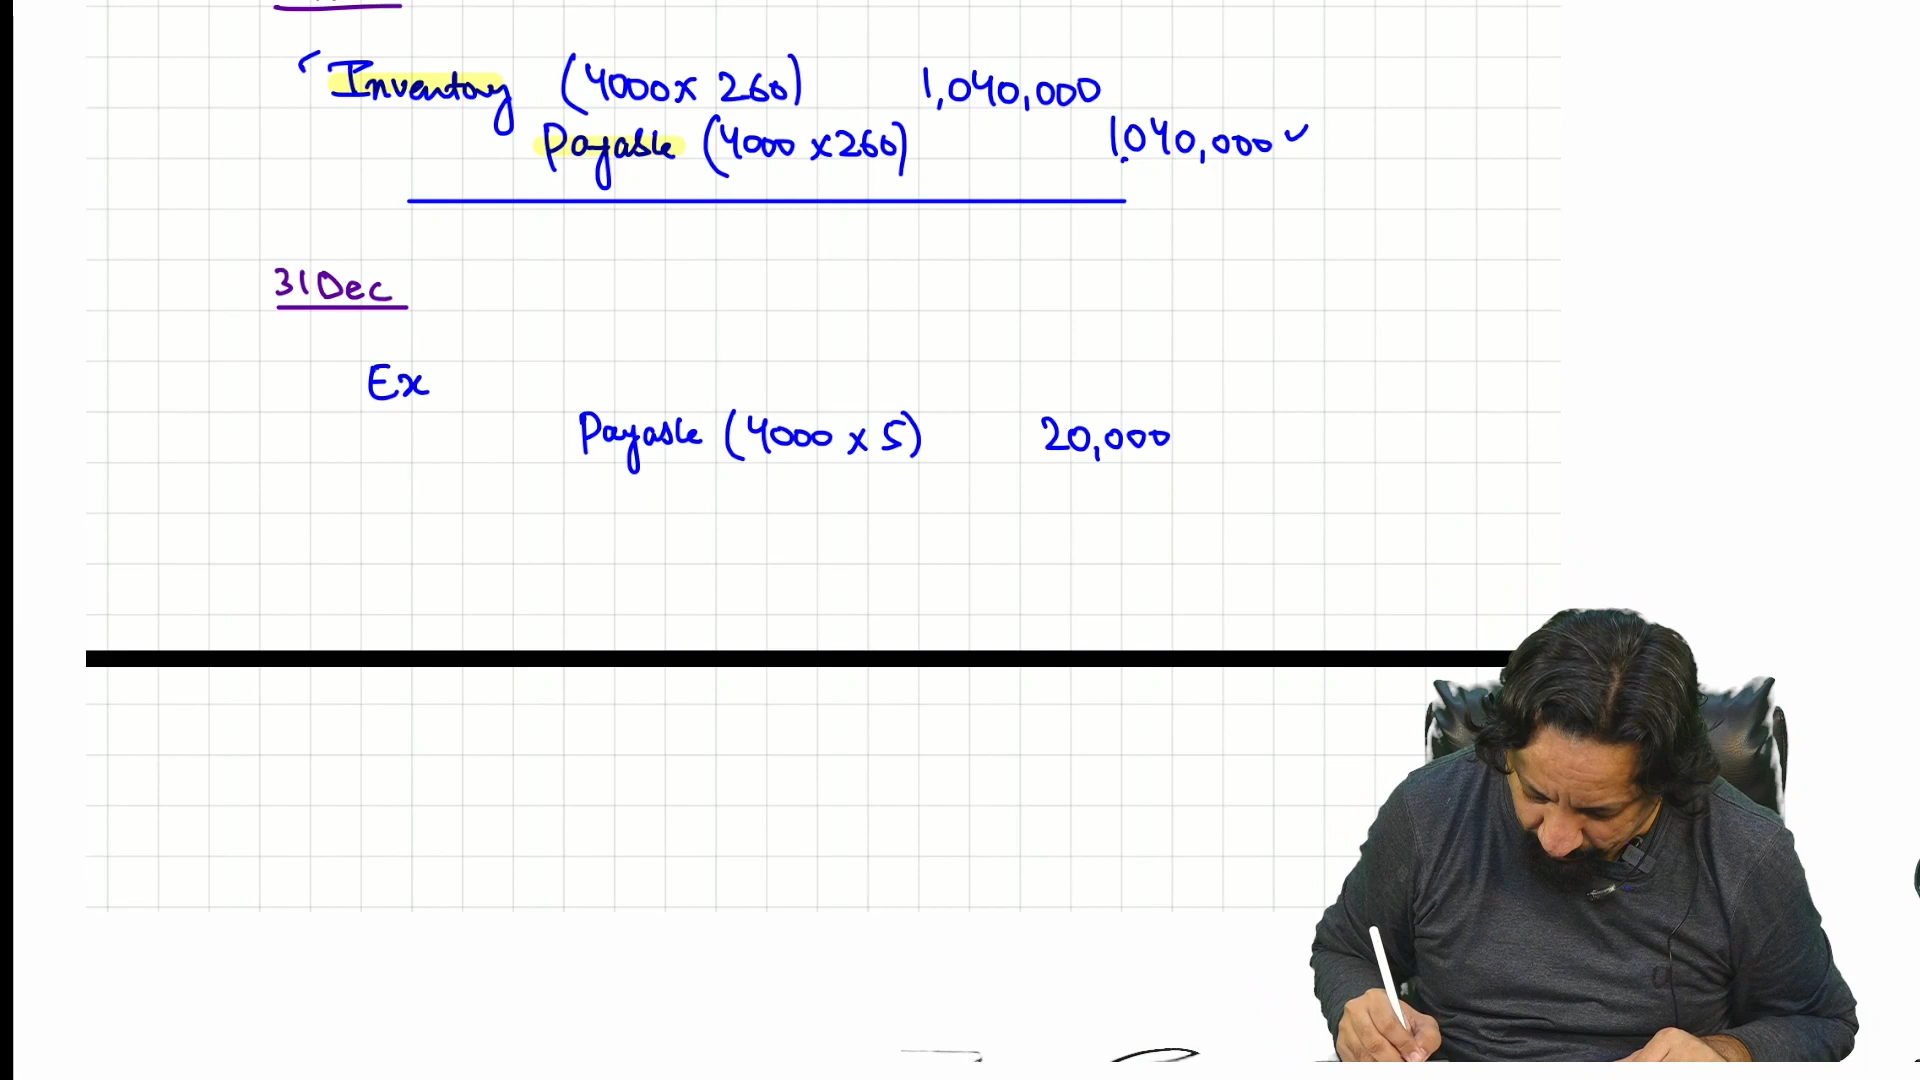 Inventory (4000 x 260) 1,040,000
Payable (4000 x 260) 1,040,000 ✓
31 Dec
Ex
Payable (4000 x 5) 20,000